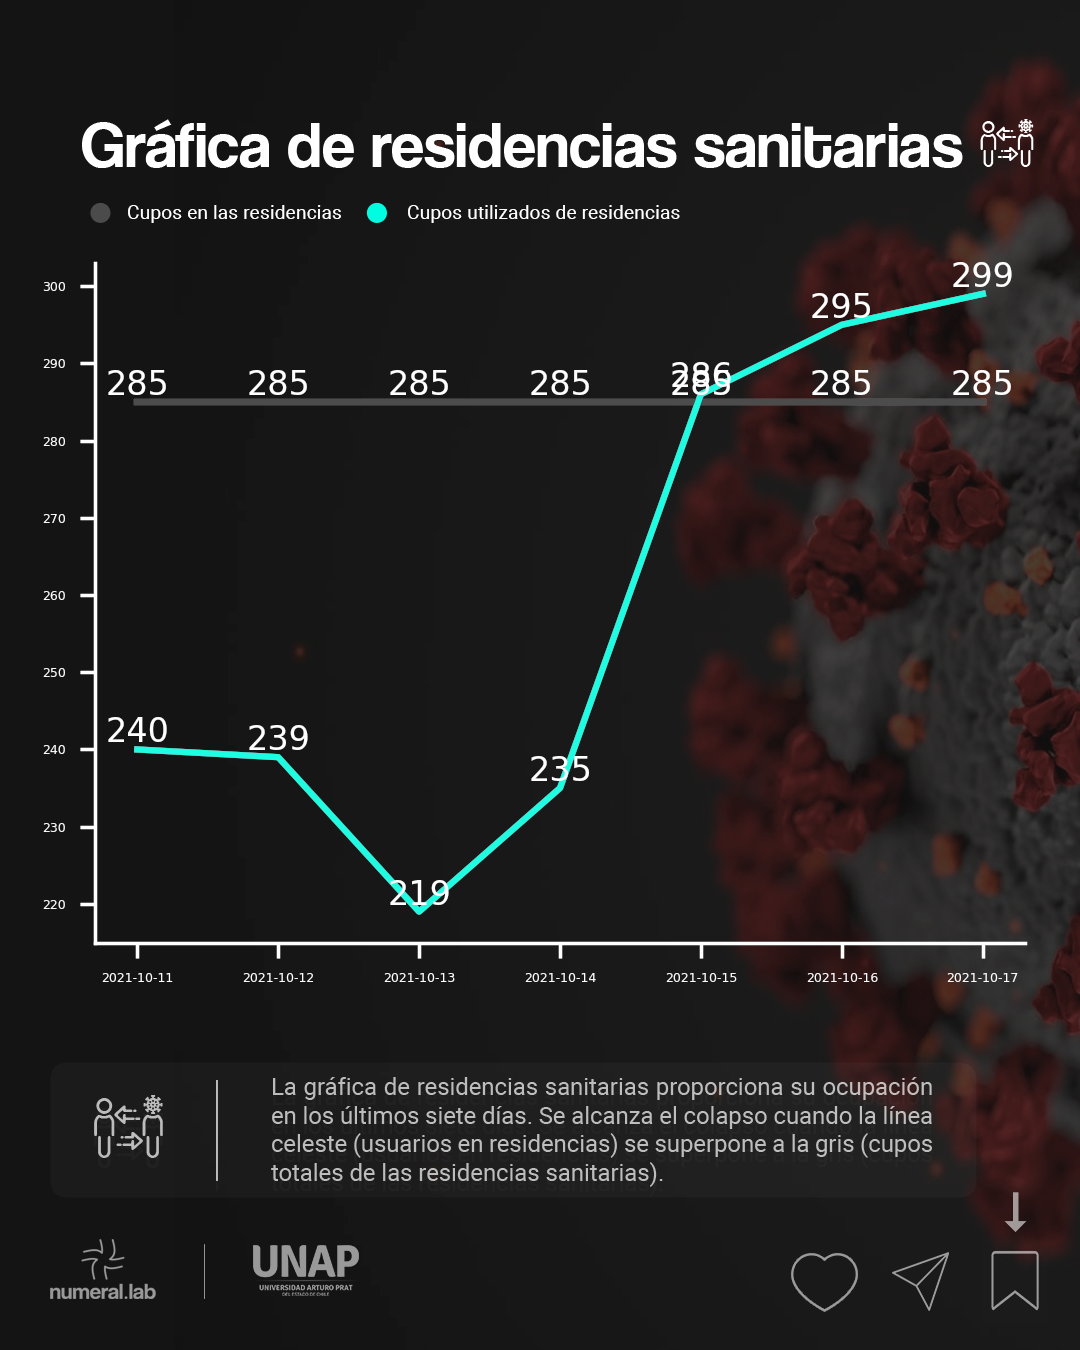 Gráfica de residencias sanitarias
Cupos en las residencias
Cupos utilizados de residencias
300
290
280
270
260
250
240
230
220
299
295
286
285 285 285 285 285 285 285
240
239
235
219
2021-10-11 2021-10-12 2021-10-13 2021-10-14 2021-10-15 2021-10-16 2021-10-17
La gráfica de residencias sanitarias proporciona su ocupación
en los últimos siete días. Se alcanza el colapso cuando la línea
celeste (usuarios en residencias) se superpone a la gris (cupos
totales de las residencias sanitarias).
numeral.lab
UNAP
UNIVERSIDAD ARTURO PRAT
DEL ESTADO DE CHILE